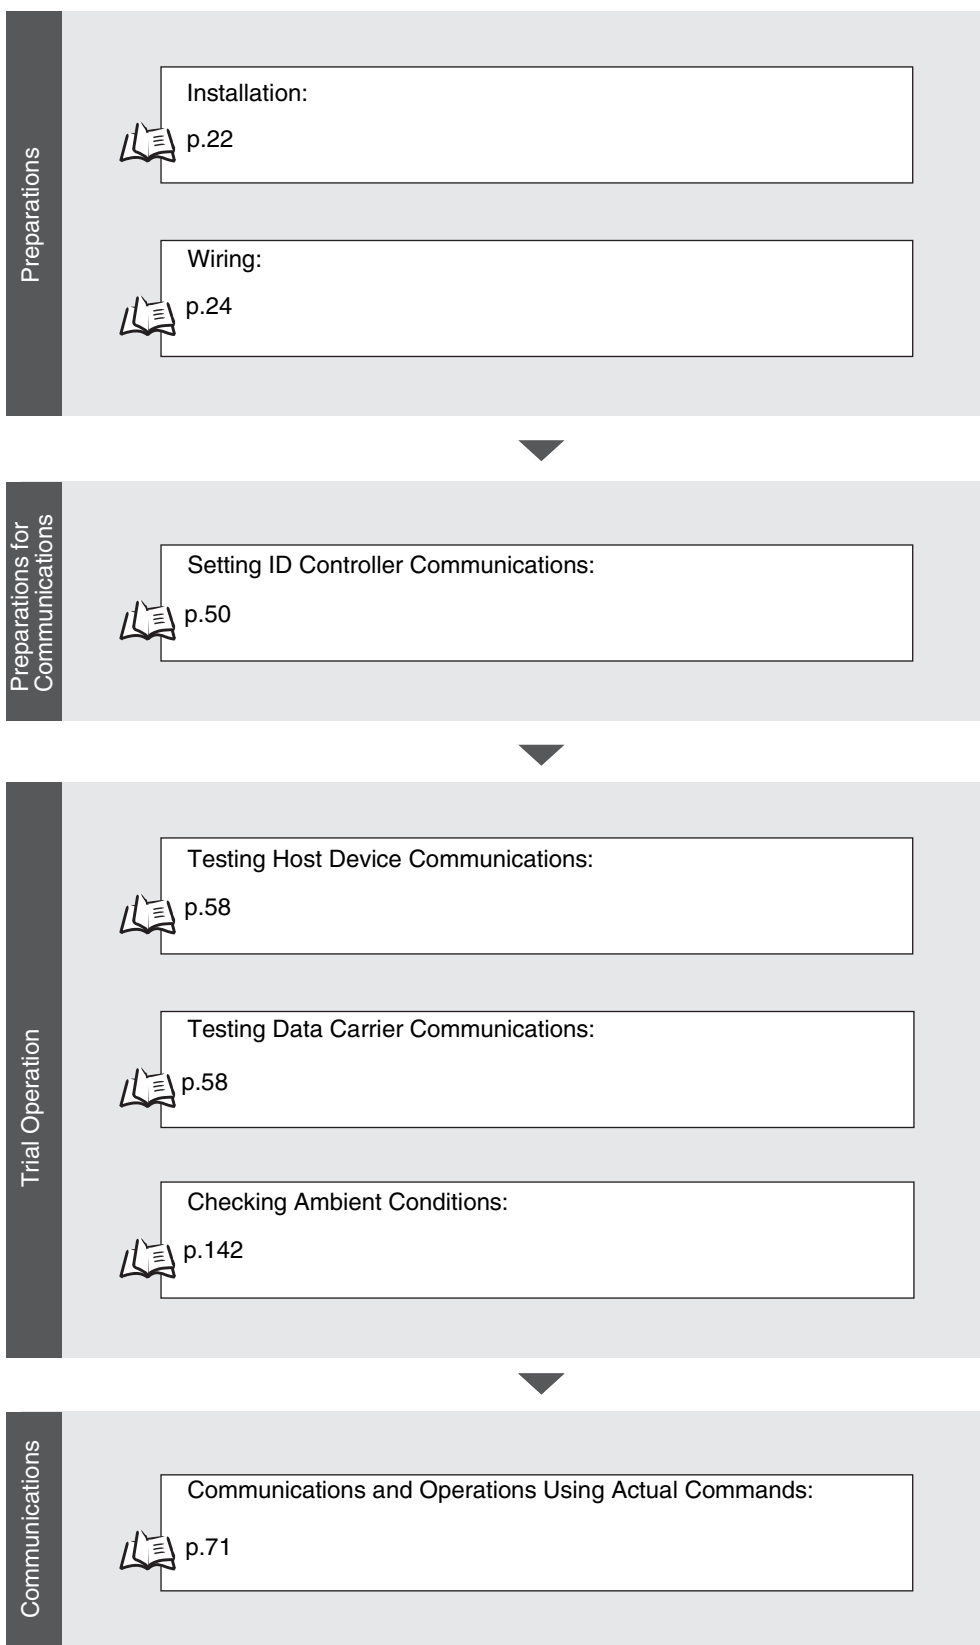 Preparations
Installation:
p.22
Wiring:
p.24
Preparations for
Communications
Setting ID Controller Communications:
p.50
Trial Operation
Testing Host Device Communications:
p.58
Testing Data Carrier Communications:
p.58
Checking Ambient Conditions:
p.142
Communications
Communications and Operations Using Actual Commands:
p.71